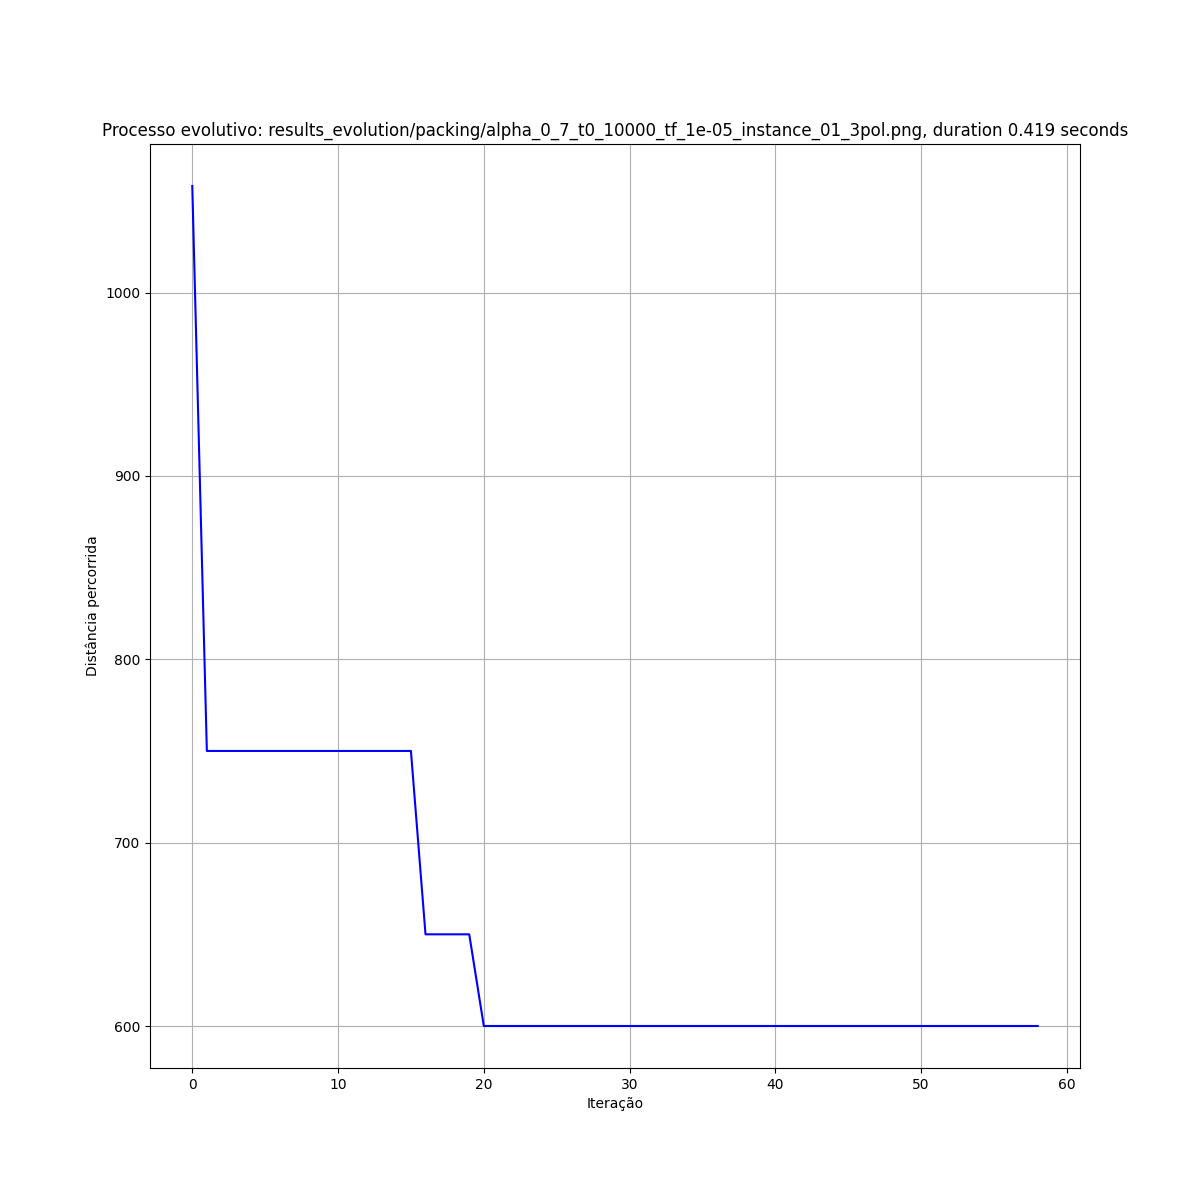 Processo evolutivo: results_evolution/packing/alpha_0_7_t0_10000_tf_1e-05_instance_01_3pol.png, duration 0.419 seconds
1000
900
800
700
600
Distância percorrida
0 10 20 30 40 50 60
Iteração